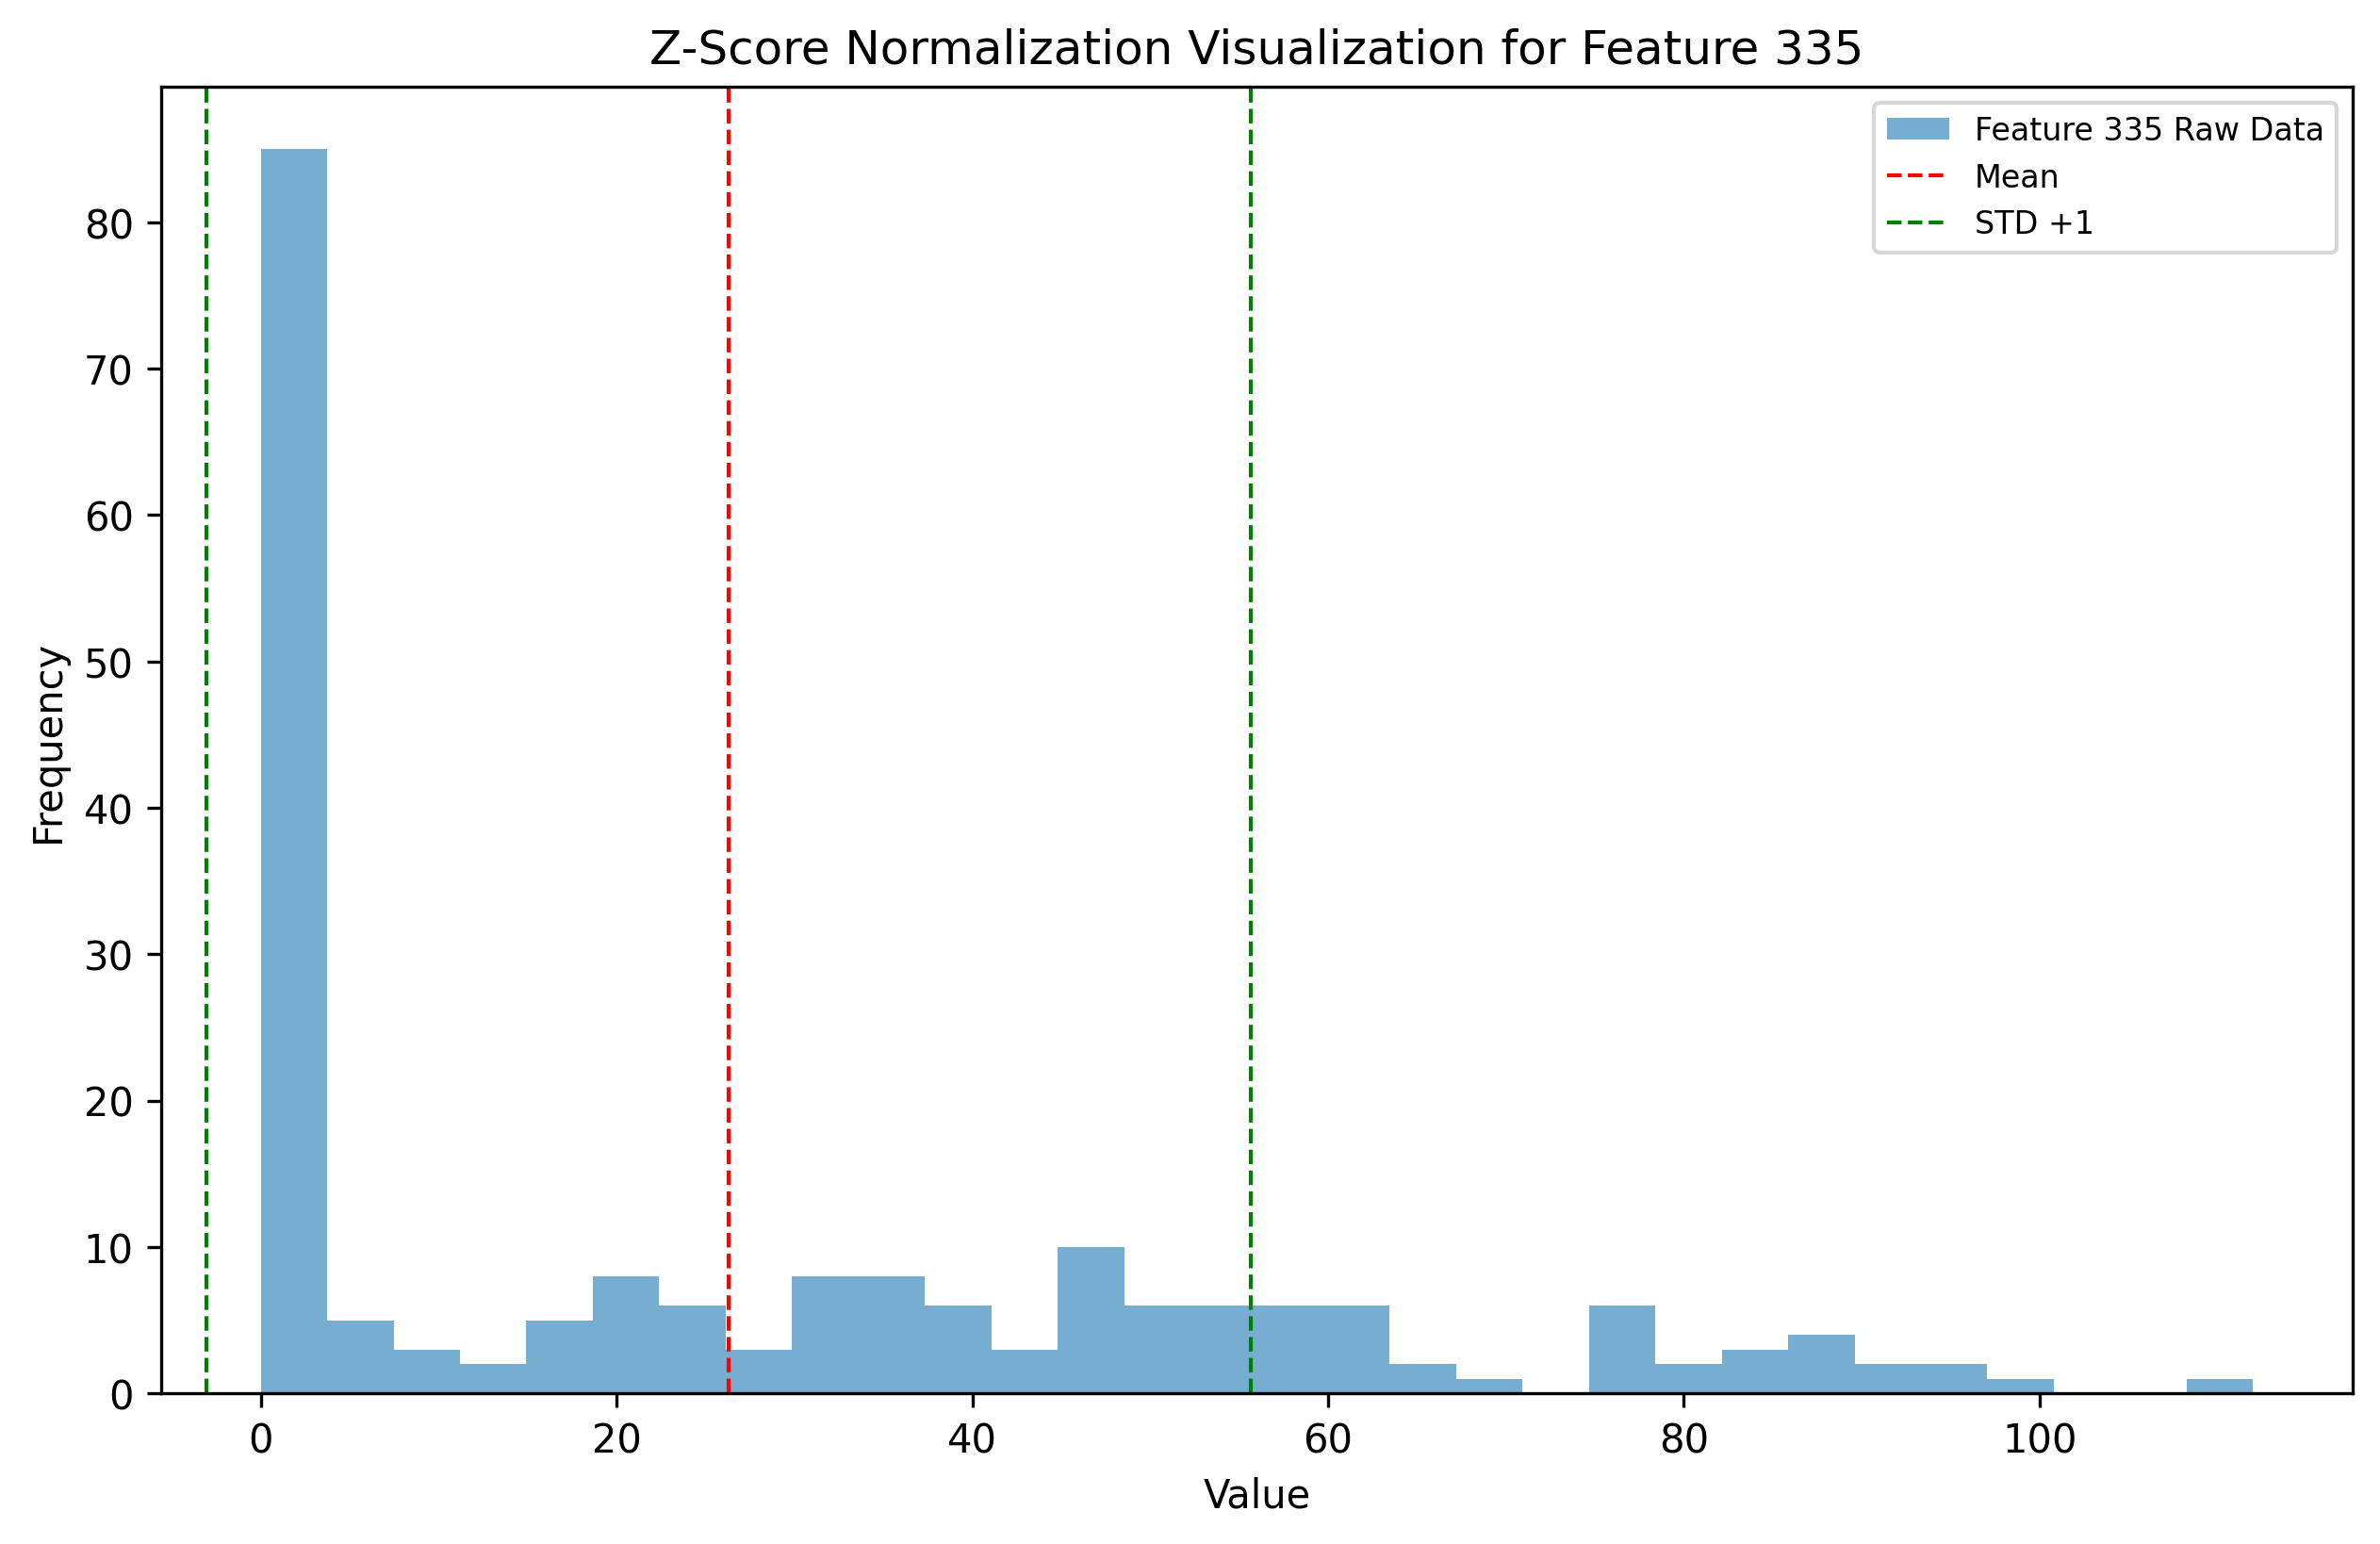 Z-Score Normalization Visualization for Feature 335
Feature 335 Raw Data
Mean
STD +1
80
70
60
50
40
30
20
10
0
Frequency
0 20 40 60 80 100
Value